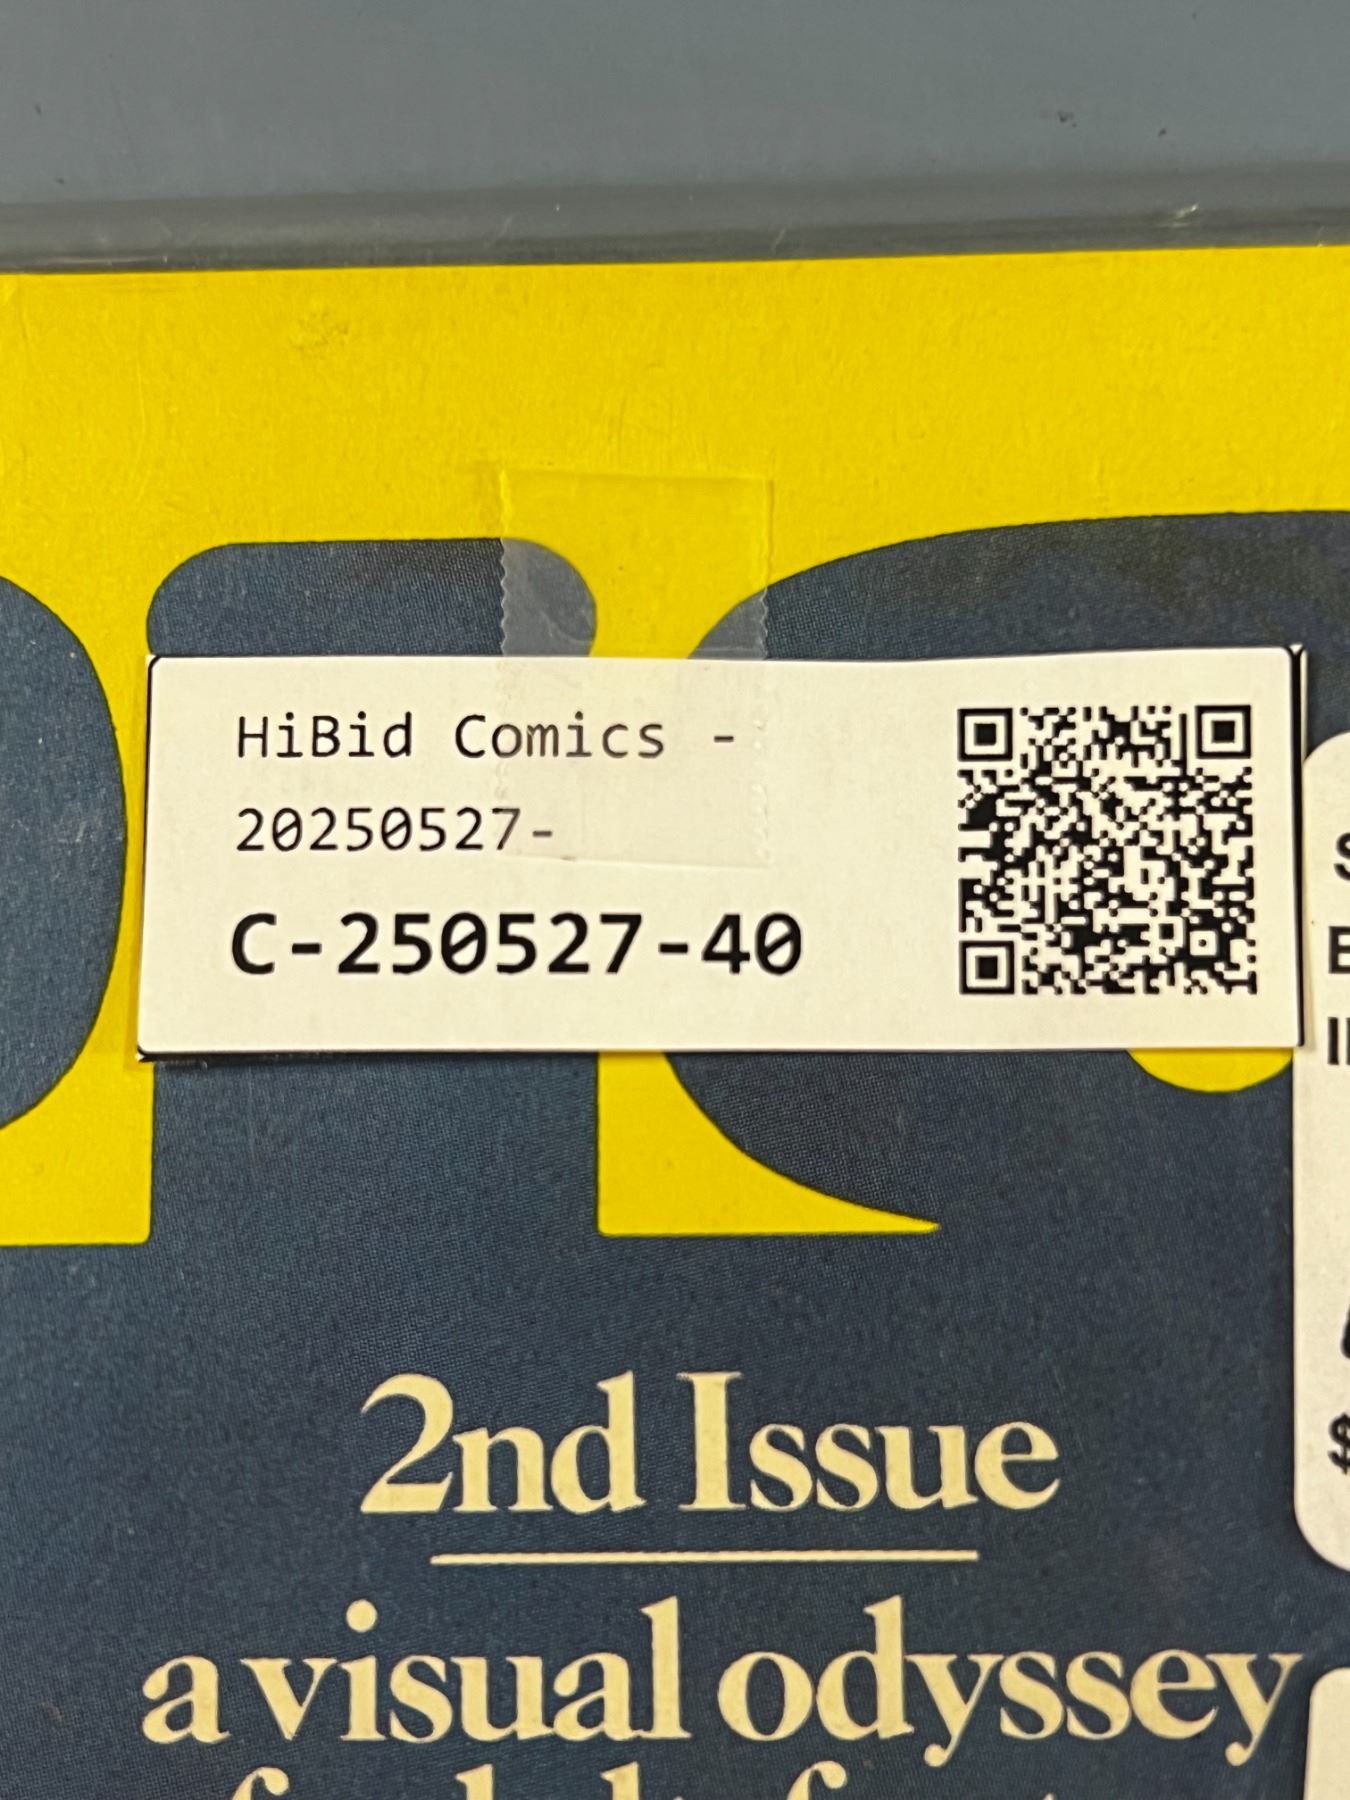 HiBid Comics -
20250527-
C-250527-40
2nd Issue
a visual odyssey